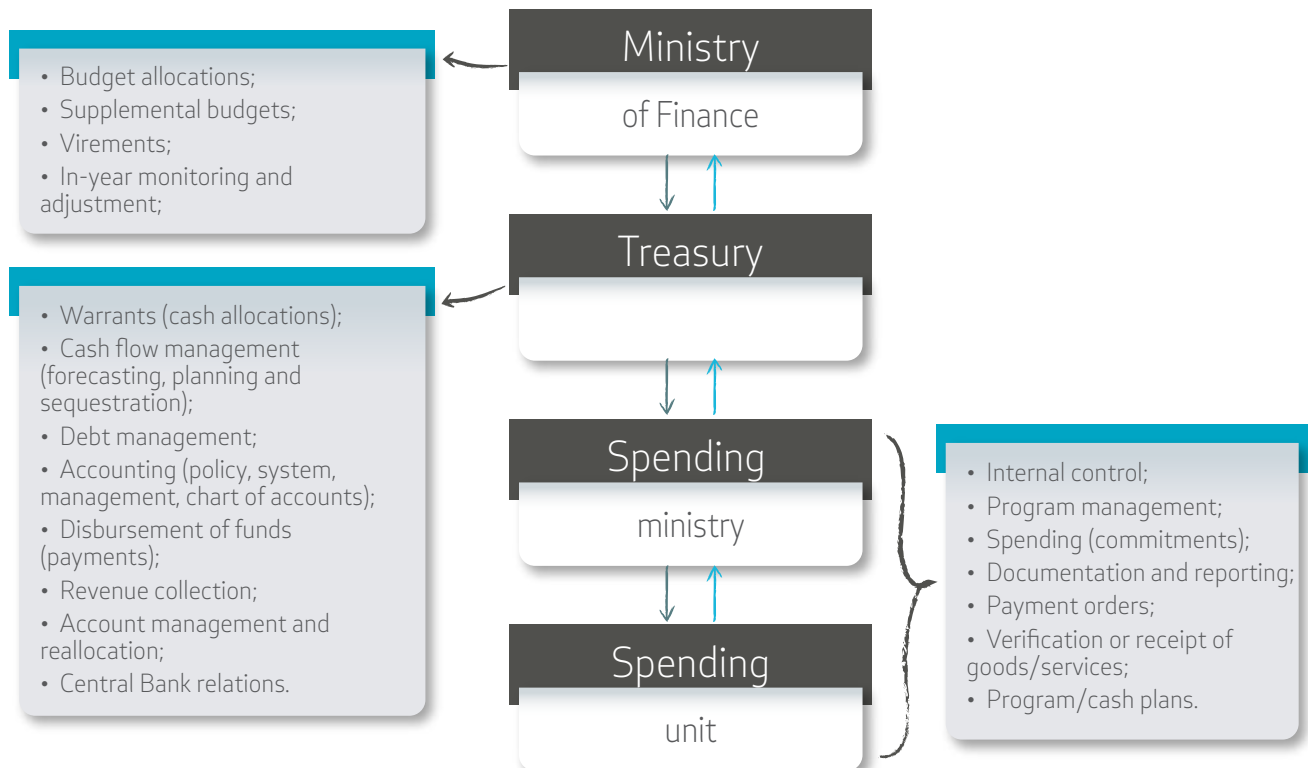 Ministry
of Finance
• Budget allocations;
• Supplemental budgets;
• Virements;
• In-year monitoring and
adjustment;
Treasury
• Warrants (cash allocations);
• Cash flow management
(forecasting, planning and
sequestration);
• Debt management;
• Accounting (policy, system,
management, chart of accounts);
• Disbursement of funds
(payments);
• Revenue collection;
• Account management and
reallocation;
• Central Bank relations.
Spending
ministry
Spending
unit
• Internal control;
• Program management;
• Spending (commitments);
• Documentation and reporting;
• Payment orders;
• Verification or receipt of
goods/services;
• Program/cash plans.